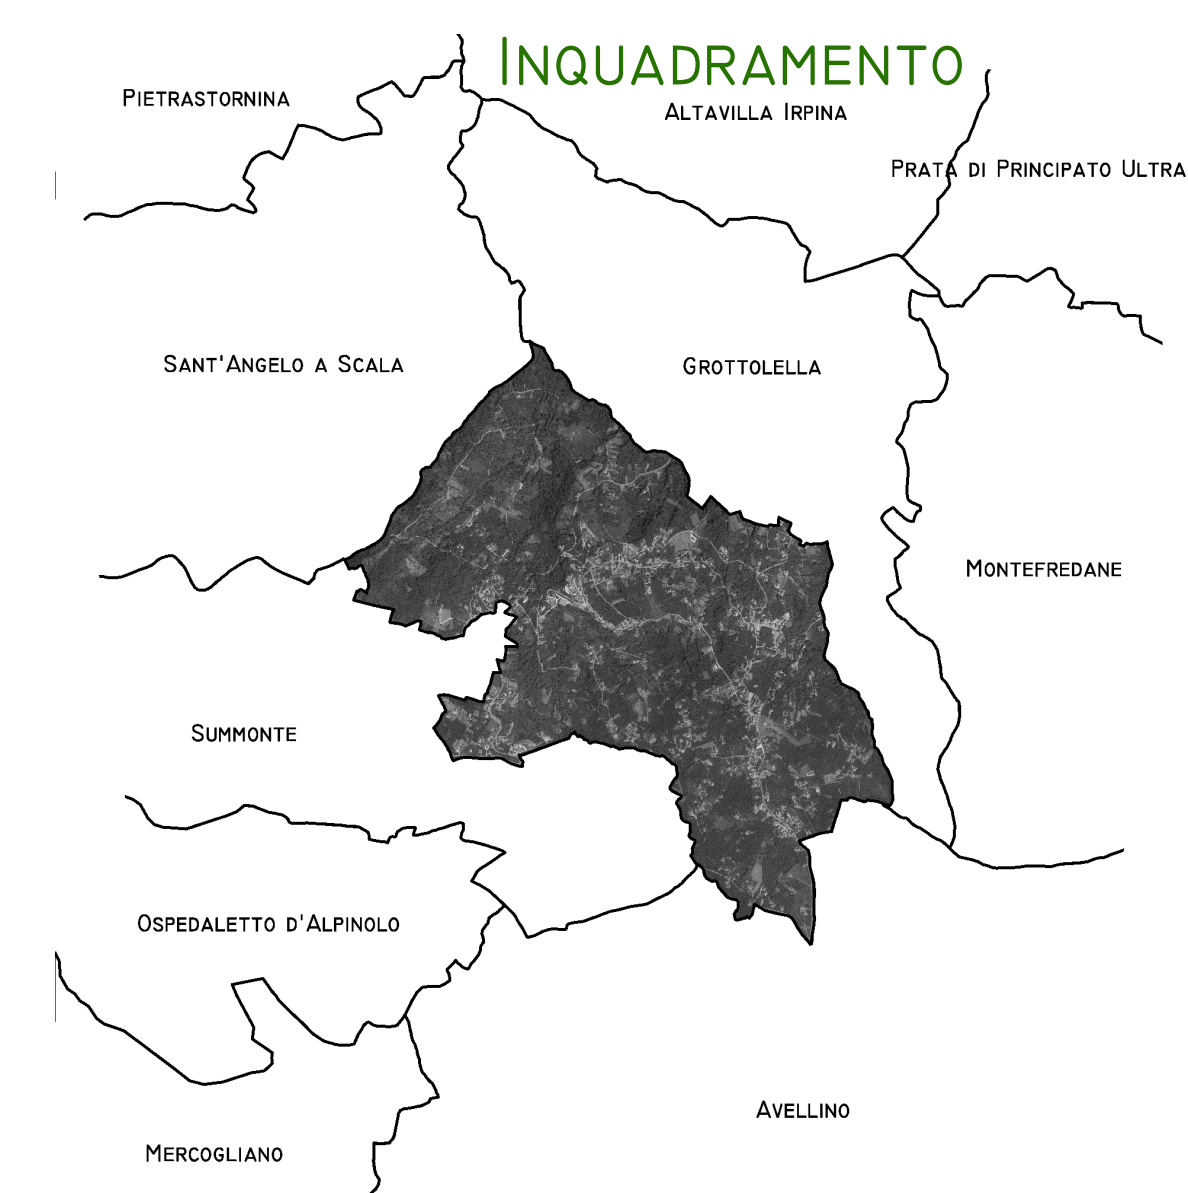 INQUADRAMENTO
PIETRASTORNINA
ALTAVILLA IRPINA
PRATA DI PRINCIPATO ULTRA
SANT'ANGELO A SCALA
GROTTOLELLA
MONTEFREDANE
SUMMONTE
OSPEDALETTO D'ALPINOLO
AVELLINO
MERCOGLIANO